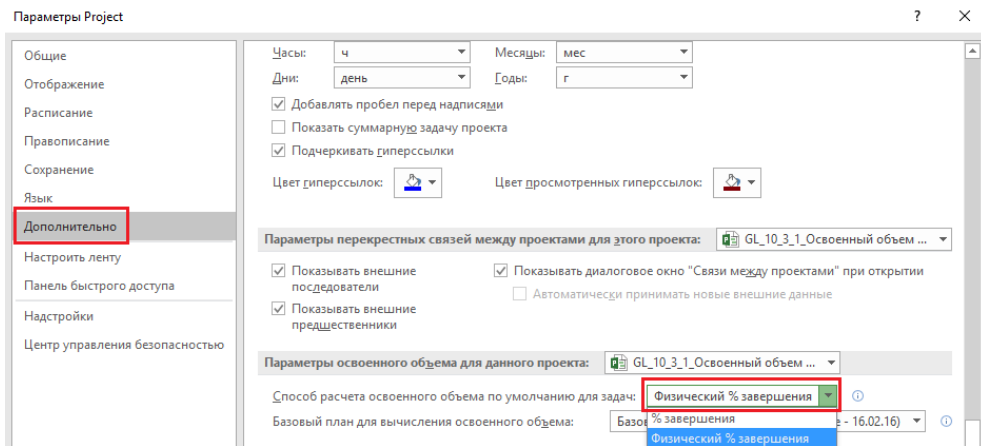 Параметры Project
?
Общие
Отображение
Расписание
Правописание
Сохранение
Язык
Дополнительно
Настроить ленту
Панель быстрого доступа
Надстройки
Центр управления безопасностью
Часы: ч Месяцы: мес
Дни: день Годы: г
Добавлять пробел перед надписями
Показать суммарную задачу проекта
Подчеркивать гиперссылки
Цвет гиперссылок: Цвет просмотренных гиперссылок:
Параметры перекрестных связей между проектами для этого проекта: GL_10_3_1_Освоенный объем ...
Показывать внешние последователи Показывать диалоговое окно "Связи между проектами" при открытии
Автоматически принимать новые внешние данные
Показывать внешние
предшественники
Параметры освоенного объема для данного проекта: GL_10_3_1_Освоенный объем ...
Способ расчета освоенного объема по умолчанию для задач: Физический % завершения
Базовый план для вычисления освоенного объема: - 16.02.16)
% завершения
Физический % завершения